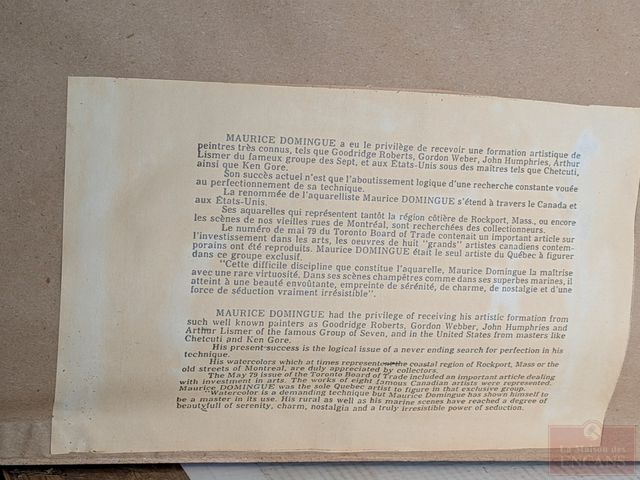 MAURICE DOMINGUE a eu le privilège de recevoir une formation artistique de
peintres très connus, tels que Goodridge Roberts, Gordon Weber, John Humphries, Arthur
Lismer du fameux groupe des Sept, et aux États-Unis sous des maîtres tels que Chetcuti,
ainsi que Ken Gore.
Son succès actuel n'est que l'aboutissement logique d'une recherche constante vouée
au perfectionnement de sa technique.
La renommée de l'aquarelliste Maurice DOMINGUE s'étend à travers le Canada et
aux États-Unis.
Ses aquarelles qui représentent tantôt la région côtière de Rockport, Mass., ou encore
les scènes de nos vieilles rues de Montréal, sont recherchées des collectionneurs.
Le numéro de mai 79 du Toronto Board of Trade contenait un important article sur
l'investissement dans les arts, les oeuvres de huit "grands" artistes canadiens contem-
porains ont été reproduits. Maurice DOMINGUE était le seul artiste du Québec à figurer
dans ce groupe exclusif.
"Cette difficile discipline que constitue l'aquarelle, Maurice Domingue la maîtrise
avec une rare virtuosité. Dans ses scènes champêtres comme dans ses superbes marines, il
atteint à une beauté envoûtante, empreinte de sérénité, de charme, de nostalgie et d'une
force de séduction vraiment irrésistible".
MAURICE DOMINGUE had the privilege of receiving his artistic formation from
such well known painters as Goodridge Roberts, Gordon Webber, John Humphries and
Arthur Lismer of the famous Group of Seven, and in the United States from masters like
Chetcuti and Ken Gore.
His present success is the logical issue of a never ending search for perfection in his
technique.
His watercolors which at times represent the coastal region of Rockport, Mass or the
old streets of Montreal, are duly appreciated by collectors.
The May 79 issue of the Toronto Board of Trade included an important article dealing
with investment in arts. The works of eight famous Canadian artists were represented.
Maurice DOMINGUE was the sole Quebec artist to figure in that exclusive group.
Watercolor is a demanding technique but Maurice Domingue has shown himself to
be a master in its use. His rural as well as his marine scenes have reached a degree of
beautyfull of serenity, charm, nostalgia and a truly irresistible power of seduction.
La Maison des
ENCANS